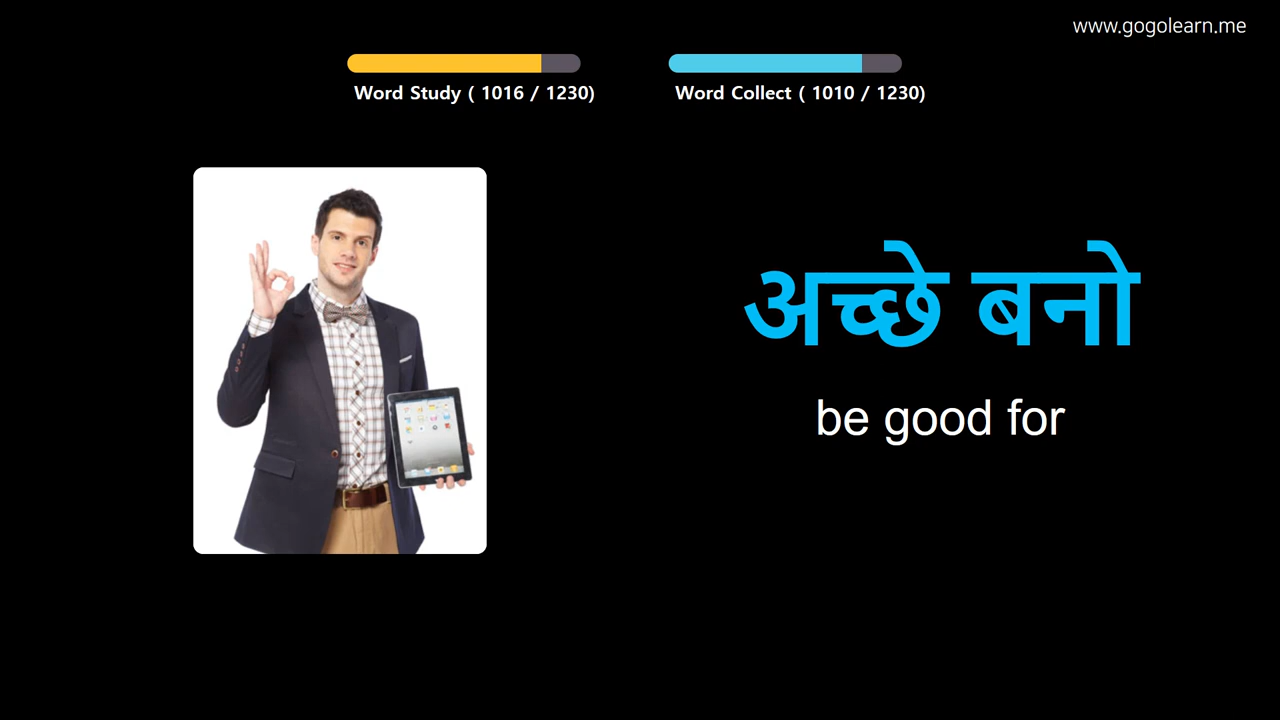 www.gogolearn.me
Word Study ( 1016 / 1230)
Word Collect ( 1010 / 1230)
अच्छे बनो
be good for